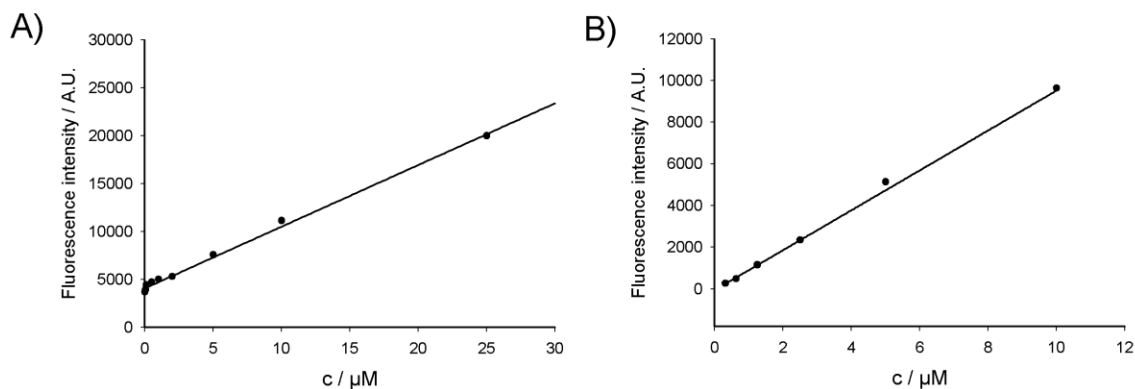 A)
30000
25000
20000
15000
10000
5000
0
Fluorescence intensity / A.U.
0 5 10 15 20 25 30
c / µM
B)
12000
10000
8000
6000
4000
2000
0
Fluorescence intensity / A.U.
0 2 4 6 8 10 12
c / µM